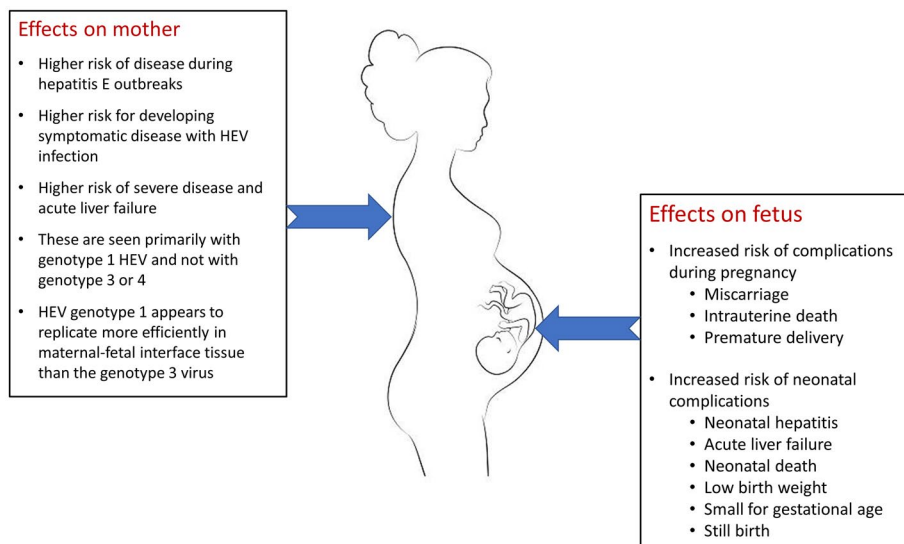 Effects on mother
• Higher risk of disease during
hepatitis E outbreaks
• Higher risk for developing
symptomatic disease with HEV
infection
• Higher risk of severe disease and
acute liver failure
• These are seen primarily with
genotype 1 HEV and not with
genotype 3 or 4
• HEV genotype 1 appears to
replicate more efficiently in
maternal-fetal interface tissue
than the genotype 3 virus
Effects on fetus
• Increased risk of complications
during pregnancy
• Miscarriage
• Intrauterine death
• Premature delivery
• Increased risk of neonatal
complications
• Neonatal hepatitis
• Acute liver failure
• Neonatal death
• Low birth weight
• Small for gestational age
• Still birth